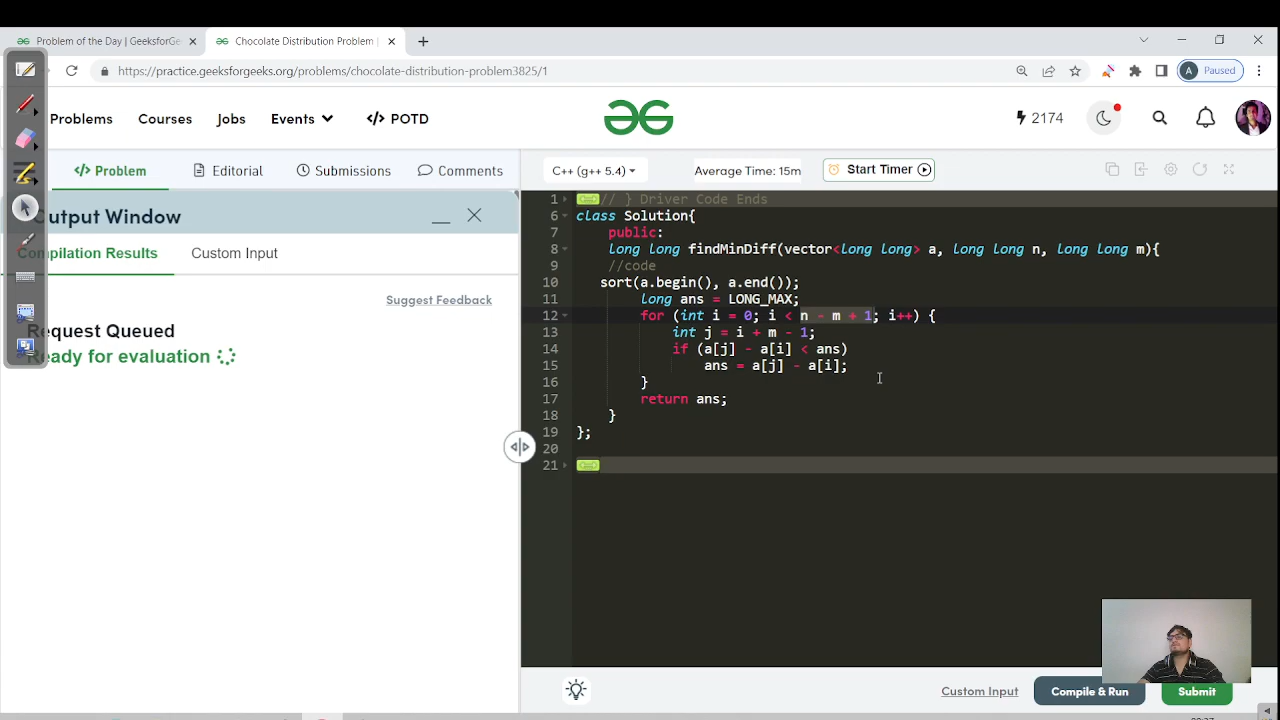 Problem of the Day | GeeksforGe
Chocolate Distribution Problem |
https://practice.geeksforgeeks.org/problems/chocolate-distribution-problem3825/1
A Paused
Problems Courses Jobs Events </> POTD
2174
</> Problem Editorial Submissions Comments
C++ (g++ 5.4) Average Time: 15m Start Timer
utput Window
Compilation Results Custom Input
Suggest Feedback
Request Queued
Ready for evaluation
1 // } Driver Code Ends
6 class Solution{
7 public:
8 long long findMinDiff(vector<long long> a, long long n, long long m){
9 //code
10 sort(a.begin(), a.end());
11 long ans = LONG_MAX;
12 for (int i = 0; i < n - m + 1; i++) {
13 int j = i + m - 1;
14 if (a[j] - a[i] < ans)
15 ans = a[j] - a[i];
16 }
17 return ans;
18 }
19 };
20
21
Custom Input Compile & Run Submit